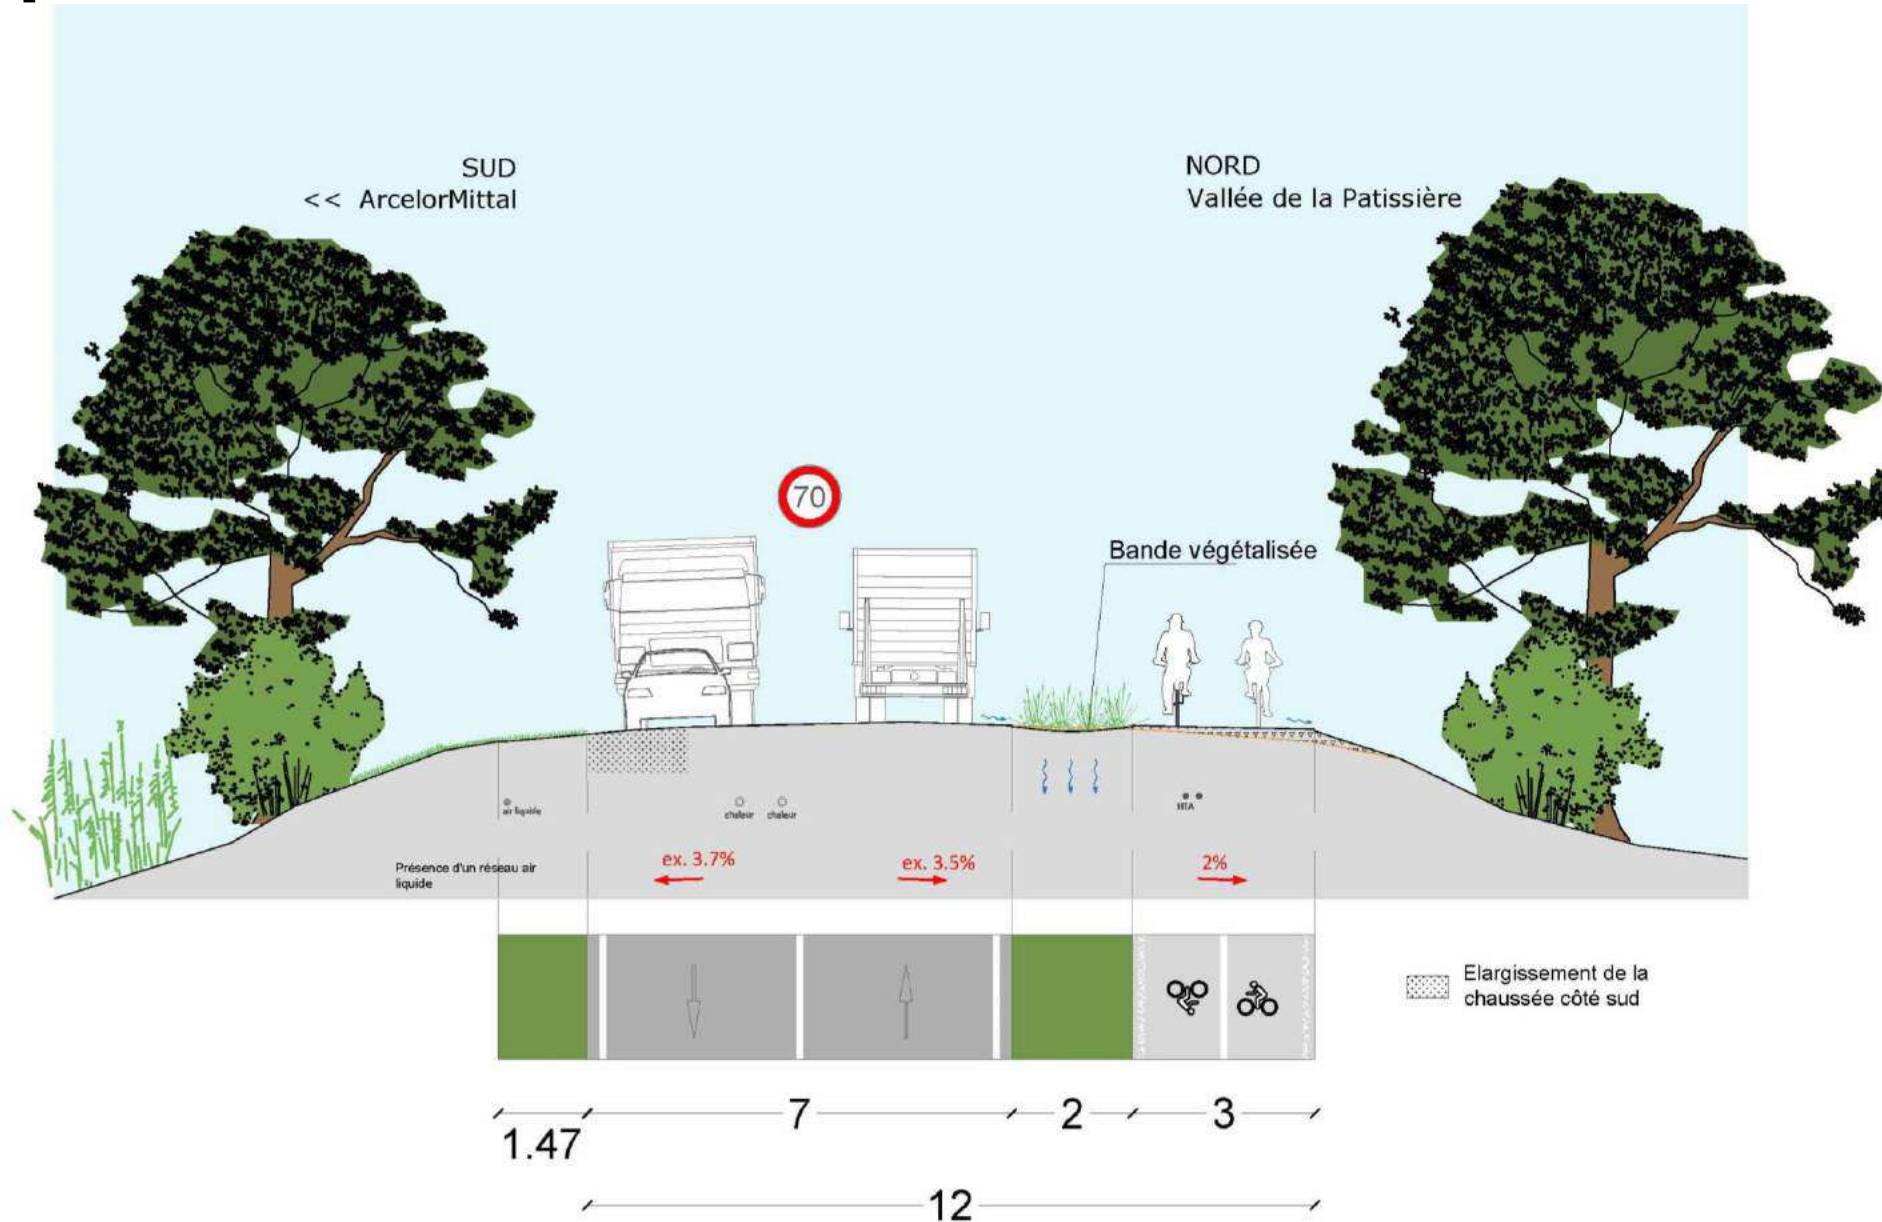 SUD
<< ArcelorMittal
NORD
Vallée de la Patissière
70
Bande végétalisée
air liquide
chaleur
chaleur
HTA
Présence d'un réseau air
liquide
ex. 3.7%
ex. 3.5%
2%
Elargissement de la
chaussée côté sud
1.47
7
2
3
12